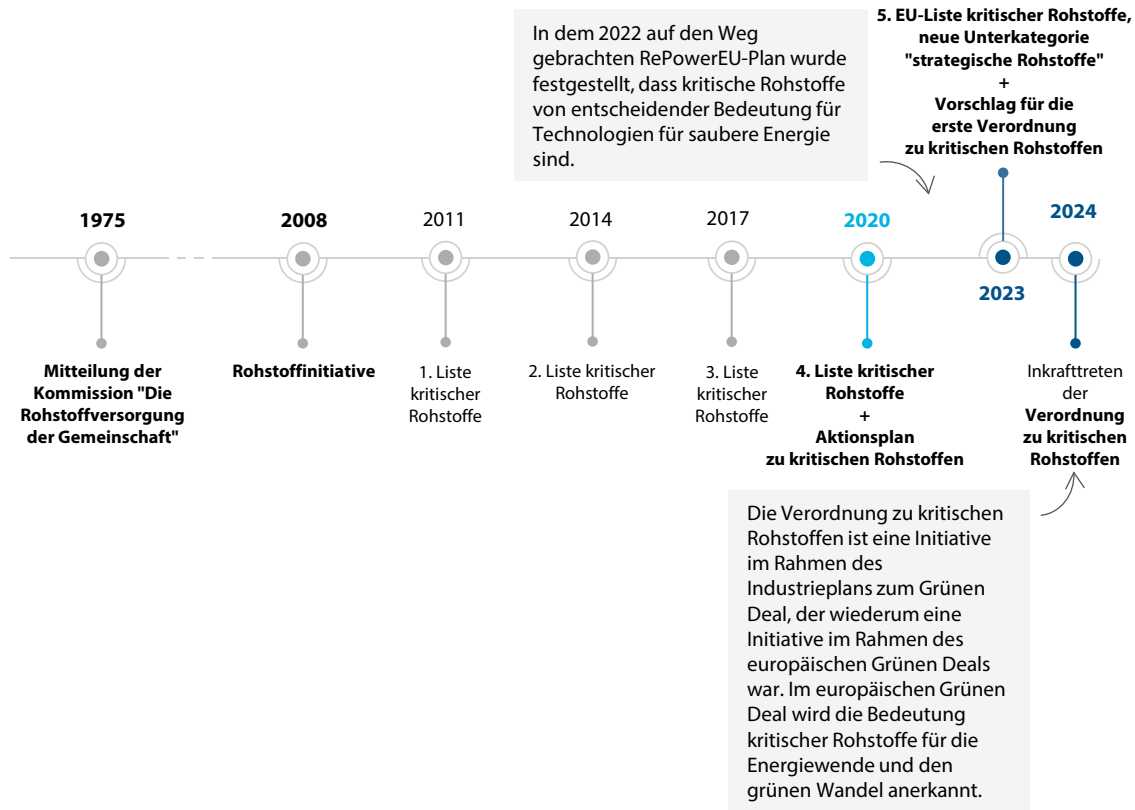 In dem 2022 auf den Weg
gebrachten RePowerEU-Plan wurde
festgestellt, dass kritische Rohstoffe
von entscheidender Bedeutung für
Technologien für saubere Energie
sind.
5. EU-Liste kritischer Rohstoffe,
neue Unterkategorie
"strategische Rohstoffe"
+
Vorschlag für die
erste Verordnung
zu kritischen Rohstoffen
1975
Mitteilung der
Kommission "Die
Rohstoffversorgung
der Gemeinschaft"
2008
Rohstoffinitiative
2011
1. Liste
kritischer
Rohstoffe
2014
2. Liste kritischer
Rohstoffe
2017
3. Liste
kritischer
Rohstoffe
2020
4. Liste kritischer
Rohstoffe
+
Aktionsplan
zu kritischen Rohstoffen
2023
2024
Inkrafttreten
der
Verordnung
zu kritischen
Rohstoffen
Die Verordnung zu kritischen
Rohstoffen ist eine Initiative
im Rahmen des
Industrieplans zum Grünen
Deal, der wiederum eine
Initiative im Rahmen des
europäischen Grünen Deals
war. Im europäischen Grünen
Deal wird die Bedeutung
kritischer Rohstoffe für die
Energiewende und den
grünen Wandel anerkannt.